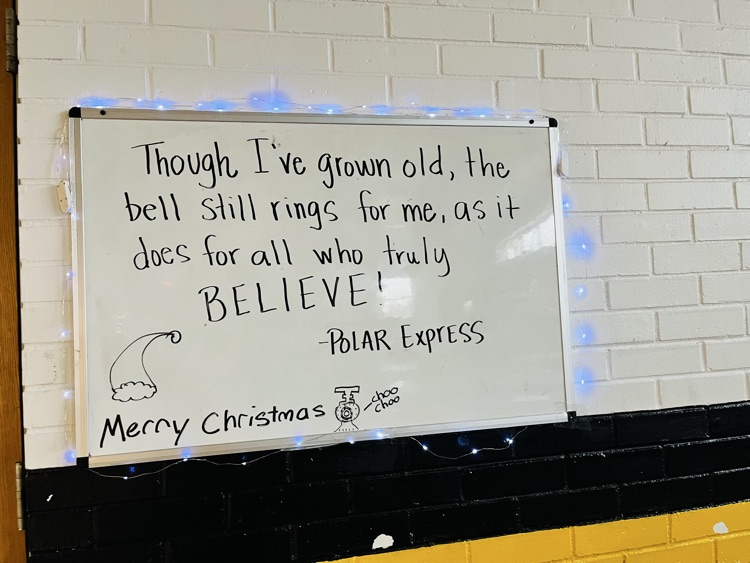 Though I've grown old, the
bell still rings for me, as it
does for all who truly
BELIEVE!
-POLAR EXPRESS
choo
choo
Merry Christmas